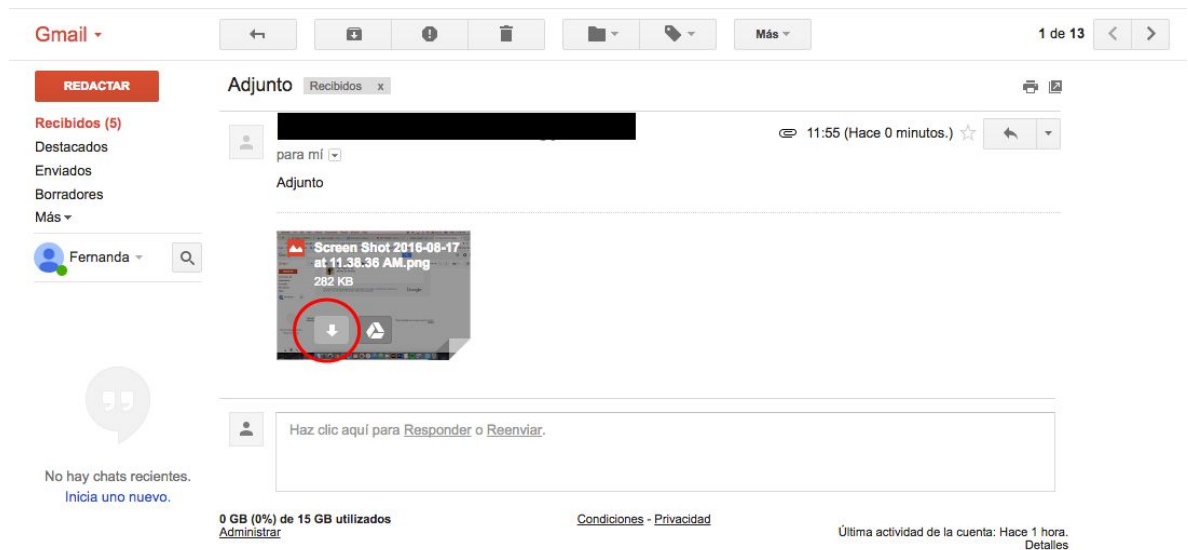 Gmail
Más
1 de 13
REDACTAR
Adjunto
Recibidos x
Recibidos (5)
Destacados
Enviados
Borradores
Más
11:55 (Hace 0 minutos.)
para mí
Adjunto
Fernanda
Screen Shot 2016-08-17
at 11.38.36 AM.png
282 KB
Haz clic aquí para Responder o Reenviar.
No hay chats recientes.
Inicia uno nuevo.
0 GB (0%) de 15 GB utilizados
Administrar
Condiciones - Privacidad
Última actividad de la cuenta: Hace 1 hora.
Detalles